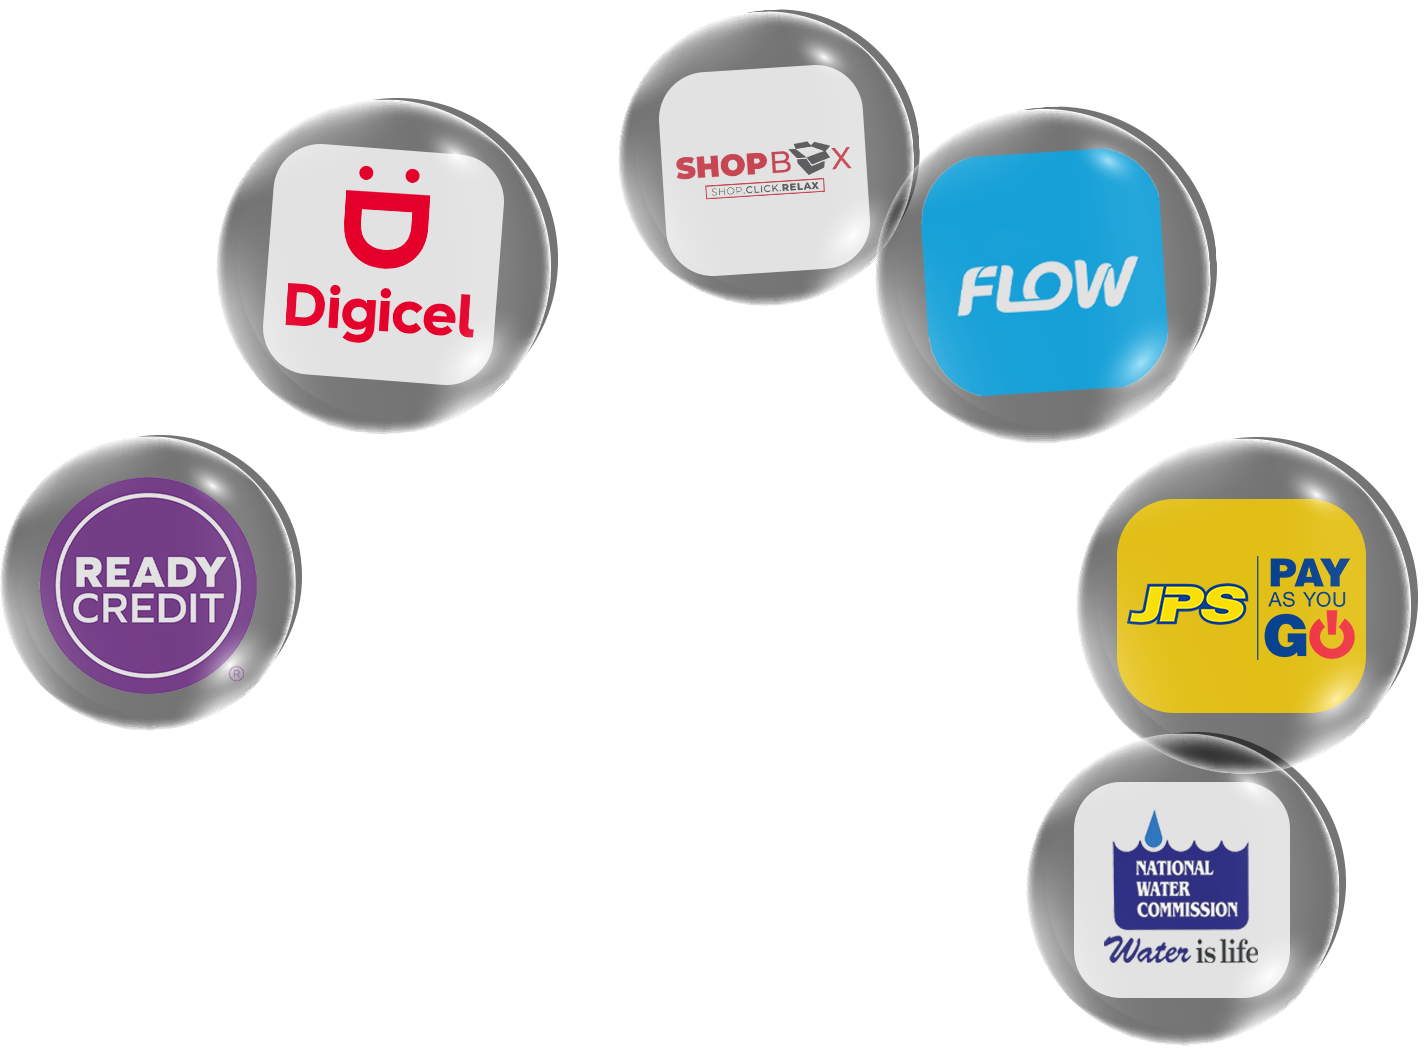 SHOPBOX
SHOP.CLICK.RELAX
Digicel
FLOW
READY
CREDIT
®
JPS
PAY
AS YOU
GO
NATIONAL
WATER
COMMISSION
Water is life